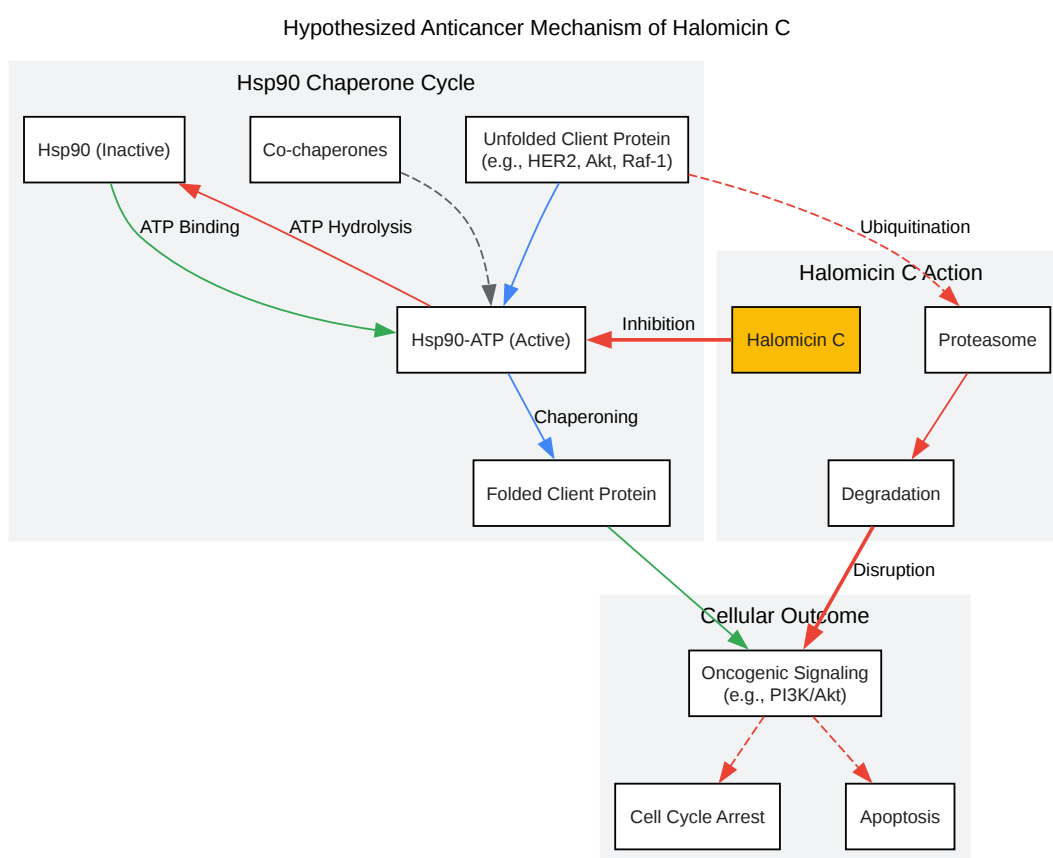 Hypothesized Anticancer Mechanism of Halomicin C
Hsp90 Chaperone Cycle
Hsp90 (Inactive)
Co-chaperones
Unfolded Client Protein
(e.g., HER2, Akt, Raf-1)
ATP Binding
ATP Hydrolysis
Ubiquitination
Halomicin C Action
Inhibition
Hsp90-ATP (Active)
Halomicin C
Proteasome
Chaperoning
Folded Client Protein
Degradation
Disruption
Cellular Outcome
Oncogenic Signaling
(e.g., PI3K/Akt)
Cell Cycle Arrest
Apoptosis